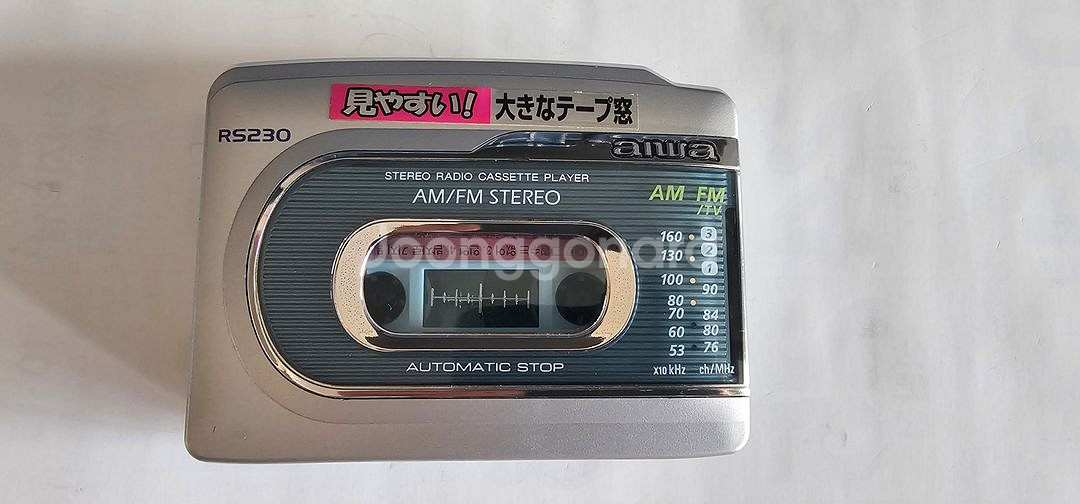 見やすい! 大きなテープ窓
RS230
aiwa
STEREO RADIO CASSETTE PLAYER
AM/FM STEREO
AM FM
/TV
160 3
130 2
1
100
90
80
70 84
60 80
53 76
X10 kHz ch/MHz
joonggonara
AUTOMATIC STOP